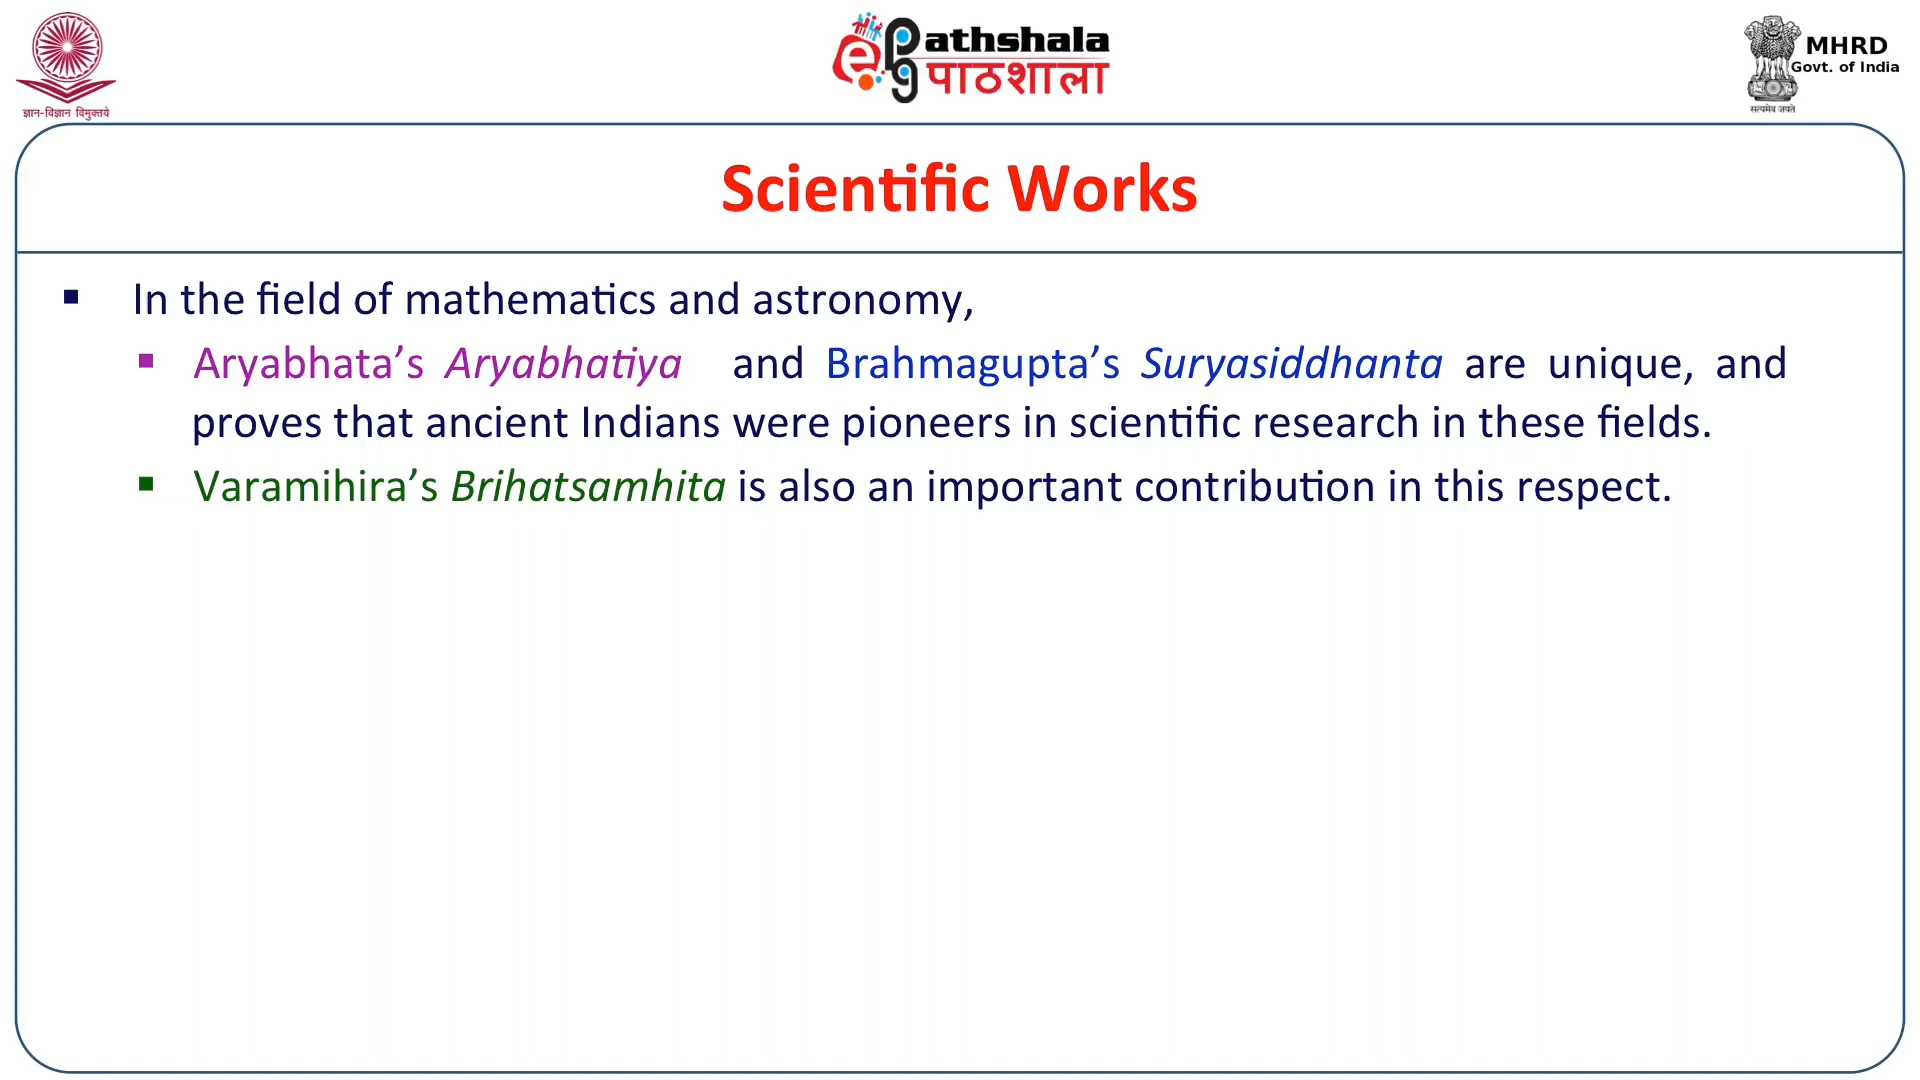 ज्ञान-विज्ञान विमुक्तये
ePathshala
पाठशाला
MHRD
Govt. of India
सत्यमेव जयते
Scientific Works
In the field of mathematics and astronomy,
Aryabhata’s Aryabhatiya and Brahmagupta’s Suryasiddhanta are unique, and
proves that ancient Indians were pioneers in scientific research in these fields.
Varamihira’s Brihatsamhita is also an important contribution in this respect.